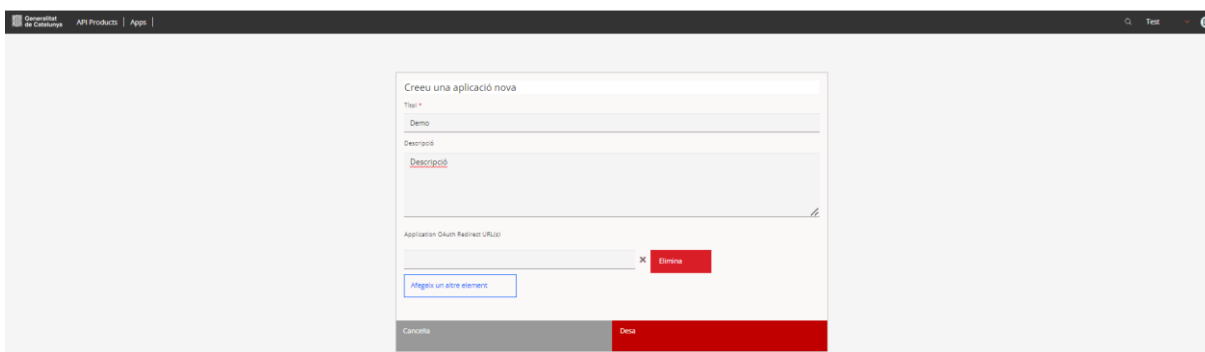 Generalitat
de Catalunya
API Products | Apps |
Test
Creeu una aplicació nova
Títol *
Demo
Descripció
Descripció
Application OAuth Redirect URL(s)
Elimina
Afegeix un altre element
Cancel·la
Desa